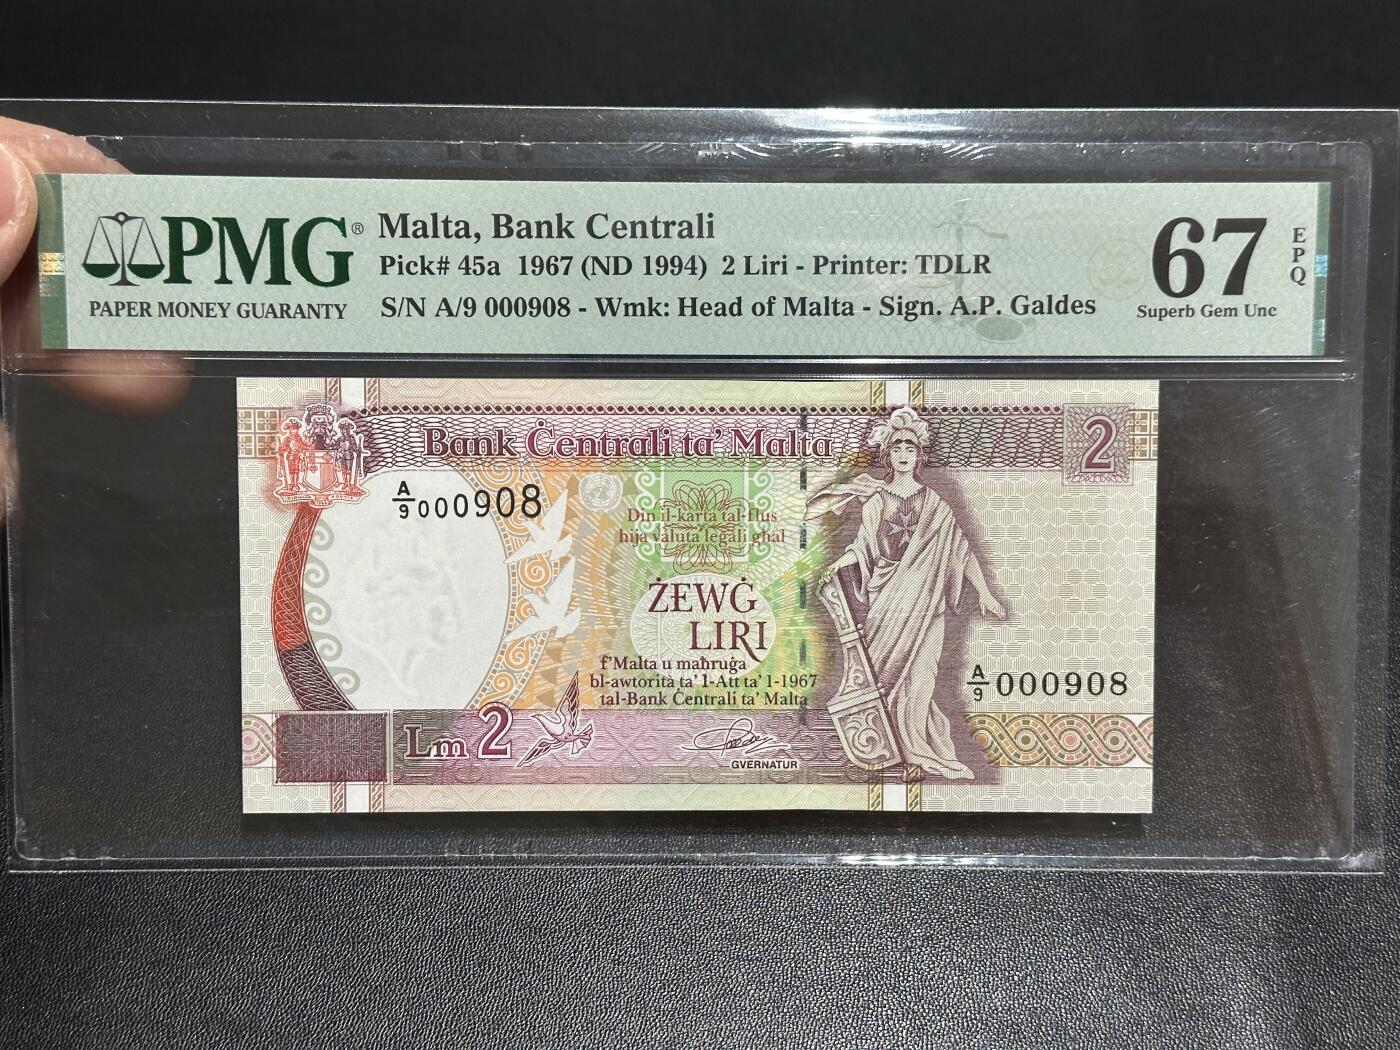 PMG®
PAPER MONEY GUARANTY
Malta, Bank Centrali
Pick# 45a 1967 (ND 1994) 2 Liri - Printer: TDLR
S/N A/9 000908 - Wmk: Head of Malta - Sign. A.P. Galdes
67
EPQ
Superb Gem Unc
Bank Ċentrali ta' Malta
2
A/9 000908
Din il-karta tal-flus
hija valuta legali għal
ŻEWĠ
LIRI
f'Malta u maħruġa
bl-awtorità ta' l-Att ta' l-1967
tal-Bank Ċentrali ta' Malta
A/9 000908
Lm 2
GVERNATUR